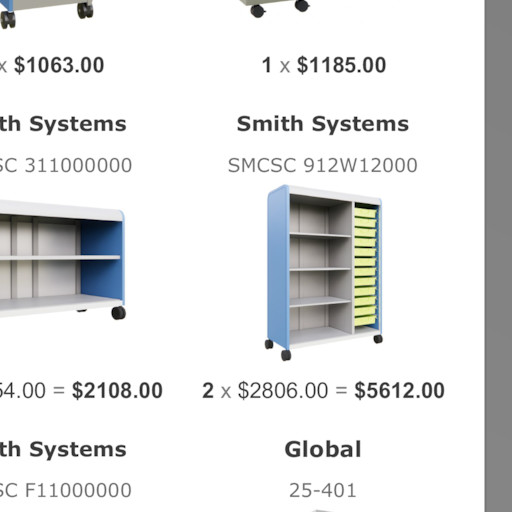 x $1063.00
1 x $1185.00
th Systems
Smith Systems
SC 311000000
SMCSC 912W12000
54.00 = $2108.00
2 x $2806.00 = $5612.00
th Systems
Global
SC F11000000
25-401